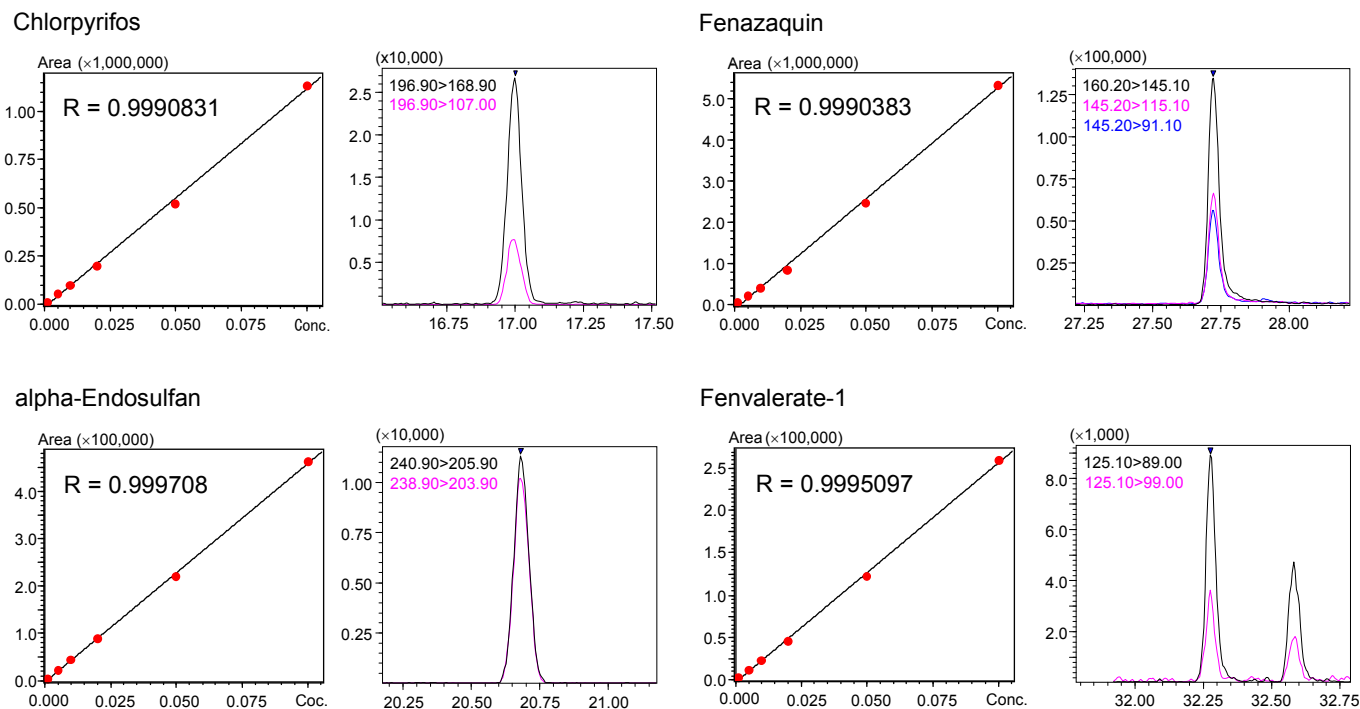 Chlorpyrifos
Area (×1,000,000)
R = 0.9990831
1.00
0.75
0.50
0.25
0.00
0.000 0.025 0.050 0.075 Conc.
(x10,000)
196.90>168.90
196.90>107.00
2.5
2.0
1.5
1.0
0.5
16.75 17.00 17.25 17.50
Fenazaquin
Area (×1,000,000)
R = 0.9990383
5.0
4.0
3.0
2.0
1.0
0.0
0.000 0.025 0.050 0.075 Conc.
(×100,000)
160.20>145.10
145.20>115.10
145.20>91.10
1.25
1.00
0.75
0.50
0.25
27.25 27.50 27.75 28.00
alpha-Endosulfan
Area (×100,000)
R = 0.999708
4.0
3.0
2.0
1.0
0.0
0.000 0.025 0.050 0.075 Conc.
(×10,000)
240.90>205.90
238.90>203.90
1.00
0.75
0.50
0.25
20.25 20.50 20.75 21.00
Fenvalerate-1
Area (×100,000)
R = 0.9995097
2.5
2.0
1.5
1.0
0.5
0.0
0.000 0.025 0.050 0.075 Conc.
(×1,000)
125.10>89.00
125.10>99.00
8.0
6.0
4.0
2.0
32.00 32.25 32.50 32.75